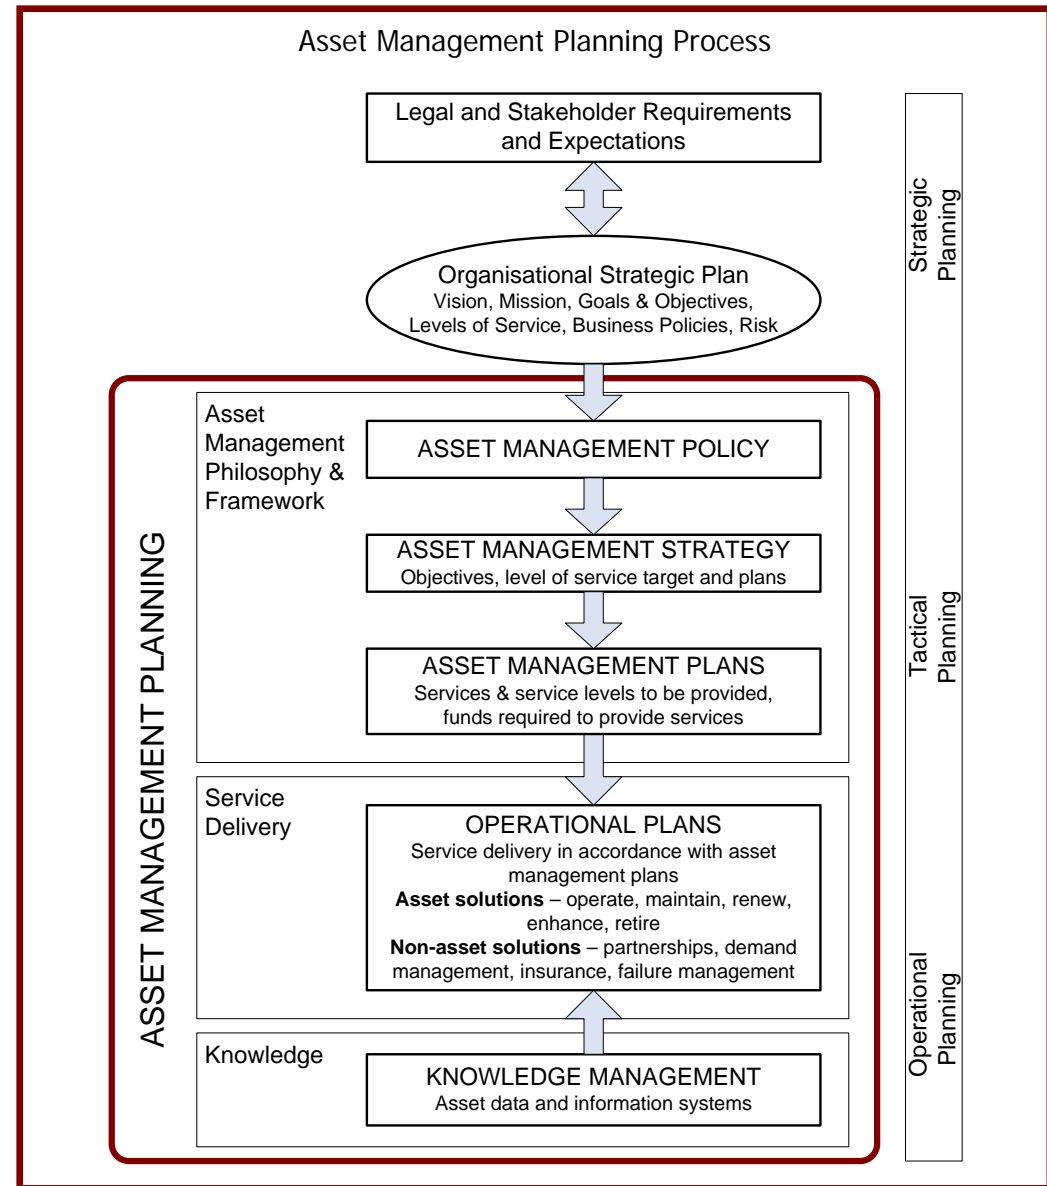 Asset Management Planning Process
Legal and Stakeholder Requirements
and Expectations
Organisational Strategic Plan
Vision, Mission, Goals & Objectives,
Levels of Service, Business Policies, Risk
Asset
Management
Philosophy &
Framework
ASSET MANAGEMENT POLICY
ASSET MANAGEMENT STRATEGY
Objectives, level of service target and plans
ASSET MANAGEMENT PLANS
Services & service levels to be provided,
funds required to provide services
Service
Delivery
OPERATIONAL PLANS
Service delivery in accordance with asset
management plans
Asset solutions – operate, maintain, renew,
enhance, retire
Non-asset solutions – partnerships, demand
management, insurance, failure management
Knowledge
KNOWLEDGE MANAGEMENT
Asset data and information systems
ASSET MANAGEMENT PLANNING
Strategic
Planning
Tactical
Planning
Operational
Planning